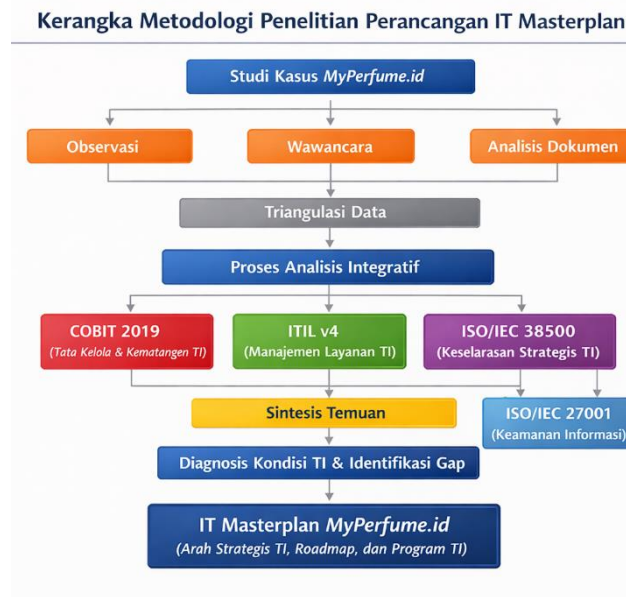 Kerangka Metodologi Penelitian Perancangan IT Masterplan
Studi Kasus MyPerfume.id
Observasi
Wawancara
Analisis Dokumen
Triangulasi Data
Proses Analisis Integratif
COBIT 2019
(Tata Kelola & Kematangen TI)
ITIL v4
(Manajemen Layanan TI)
ISO/IEC 38500
(Keselarasan Strategis TI)
Sintesis Temuan
ISO/IEC 27001
(Keamanan Informasi)
Diagnosis Kondisi TI & Identifikasi Gap
IT Masterplan MyPerfume.id
(Arah Strategis TI, Roadmap, dan Program TI)